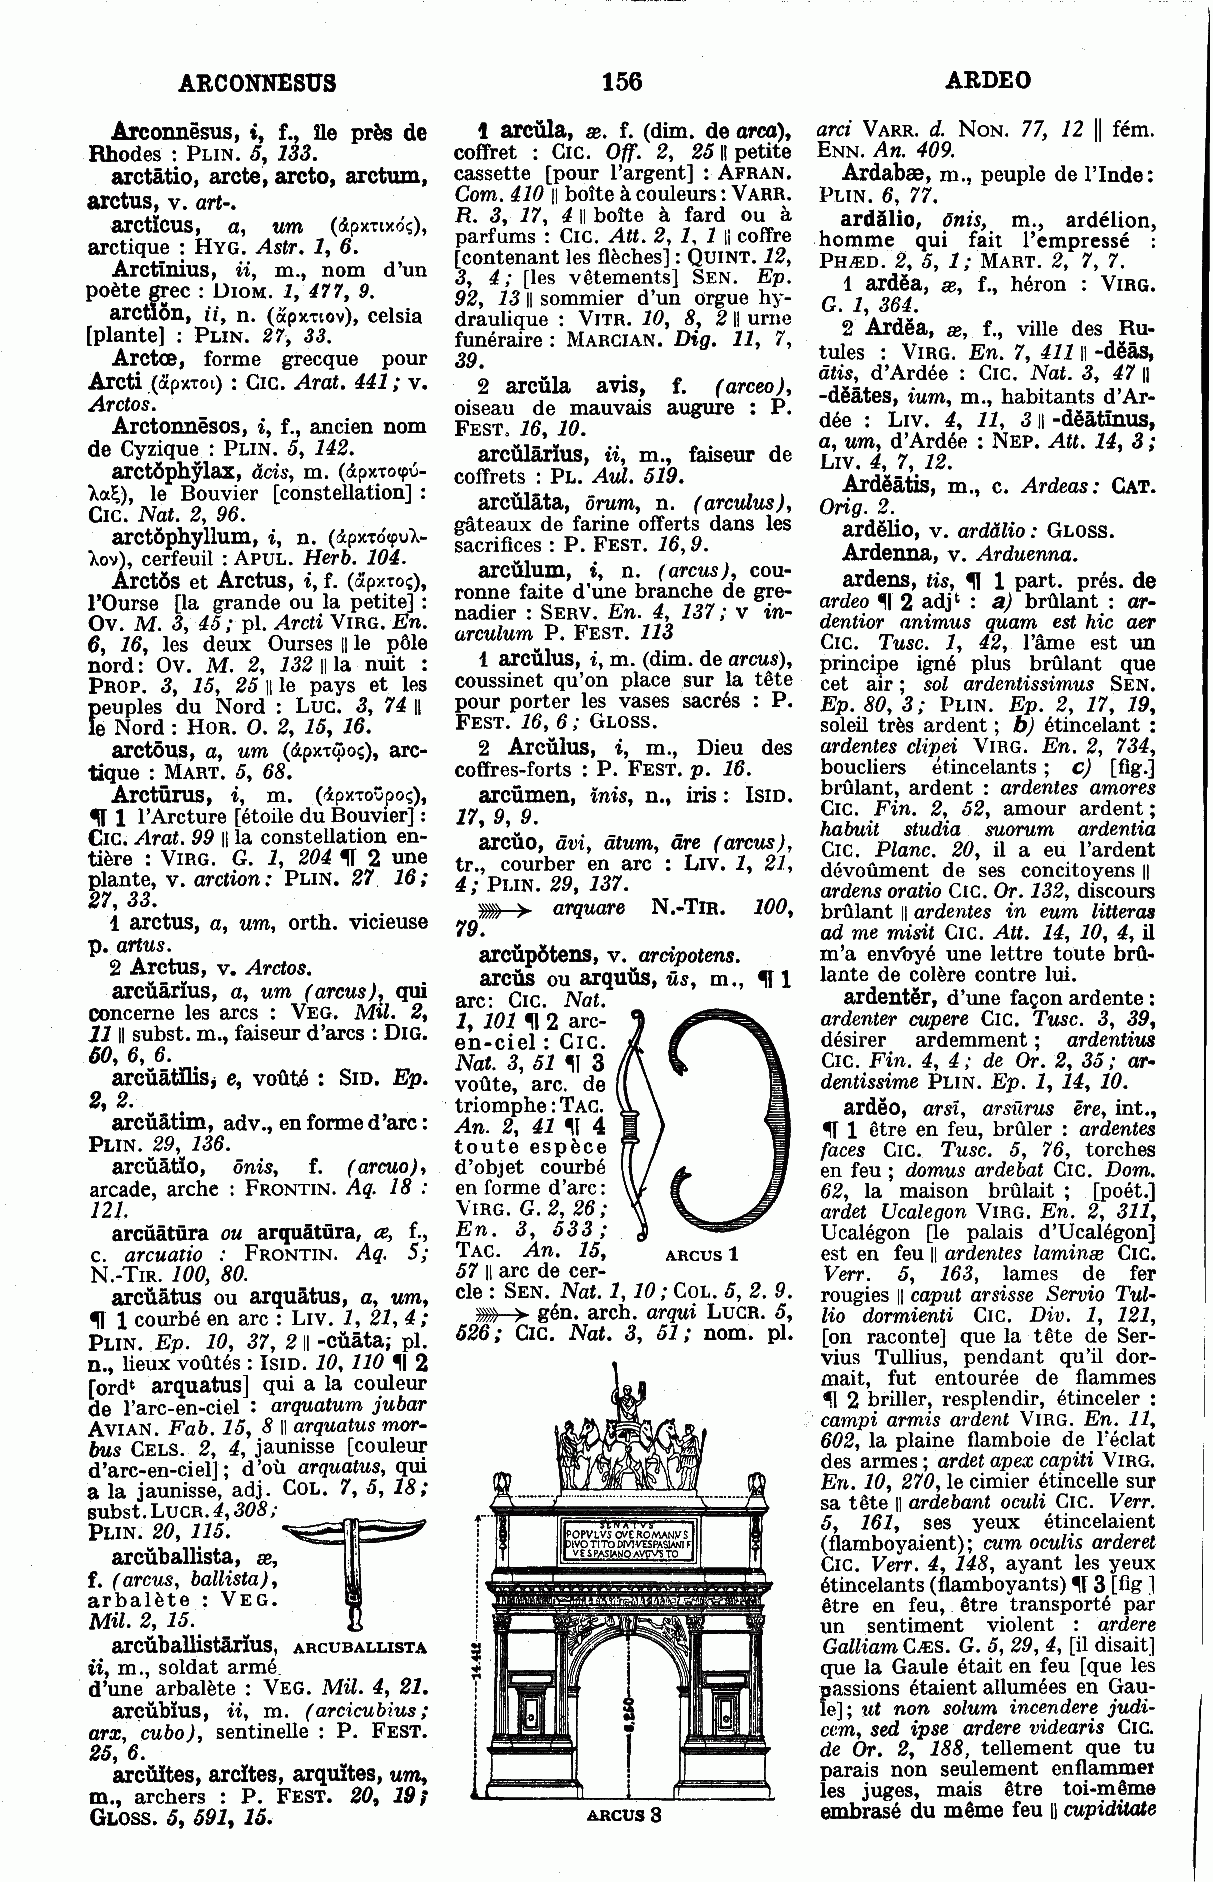 ARCONNESUS
156
ARDEO
Arconnēsus, i, f., île près de
Rhodes : PLIN. 5, 133.
arctātio, arcte, arcto, arctum,
arctus, v. art-.
arctĭcus, a, um (ἀρκτικός),
arctique : HYG. Astr. 1, 6.
Arctīnius, ii, m., nom d'un
poète grec : DIOM. 1, 477, 9.
arctĭŏn, ii, n. (ἄρκτιον), celsia
[plante] : PLIN. 27, 33.
Arctœ, forme grecque pour
Arcti (ἄρκτοι) : CIC. Arat. 441; v.
Arctos.
Arctonnēsos, i, f., ancien nom
de Cyzique : PLIN. 5, 142.
arctŏphўlax, ăcis, m. (ἀρκτοφύ-
λαξ), le Bouvier [constellation] :
CIC. Nat. 2, 96.
arctŏphyllum, i, n. (ἀρκτόφυλ-
λον), cerfeuil : APUL. Herb. 104.
Arctŏs et Arctus, i, f. (ἄρκτος),
l'Ourse [la grande ou la petite] :
OV. M. 3, 45; pl. Arcti VIRG. En.
6, 16, les deux Ourses || le pôle
nord: OV. M. 2, 132 || la nuit :
PROP. 3, 15, 25 || le pays et les
peuples du Nord : LUC. 3, 74 ||
le Nord : HOR. O. 2, 15, 16.
arctōus, a, um (ἀρκτῷος), arc-
tique : MART. 5, 68.
Arctūrus, i, m. (ἀρκτοῦρος),
¶ 1 l'Arcture [étoile du Bouvier] :
CIC. Arat. 99 || la constellation en-
tière : VIRG. G. 1, 204 ¶ 2 une
plante, v. arction: PLIN. 27 16;
27, 33.
1 arctus, a, um, orth. vicieuse
p. artus.
2 Arctus, v. Arctos.
arcŭārĭus, a, um (arcus), qui
concerne les arcs : VEG. Mil. 2,
11 || subst. m., faiseur d'arcs : DIG.
50, 6, 6.
arcŭātĭlis, e, voûté : SID. Ep.
2, 2.
arcŭātim, adv., en forme d'arc :
PLIN. 29, 136.
arcŭātĭo, ōnis, f. (arcuo),
arcade, arche : FRONTIN. Aq. 18 :
121.
arcŭātūra ou arquātūra, æ, f.,
c. arcuatio : FRONTIN. Aq. 5;
N.-TIR. 100, 80.
arcŭātus ou arquātus, a, um,
¶ 1 courbé en arc : LIV. 1, 21, 4;
PLIN. Ep. 10, 37, 2 || -cŭāta, pl.
n., lieux voûtés : ISID. 10, 110 ¶ 2
[ordt arquatus] qui a la couleur
de l'arc-en-ciel : arquatum jubar
AVIAN. Fab. 15, 8 || arquatus mor-
bus CELS. 2, 4, jaunisse [couleur
d'arc-en-ciel]; d'où arquatus, qui
a la jaunisse, adj. COL. 7, 5, 18;
subst. LUCR. 4, 308;
PLIN. 20, 115.
arcŭballista, æ,
f. (arcus, ballista),
arbalète : VEG.
Mil. 2, 15.
ARCUBALLISTA
arcŭballistārĭus,
ii, m., soldat armé
d'une arbalète : VEG. Mil. 4, 21.
arcŭbĭus, ii, m. (arcicubius;
arx, cubo), sentinelle : P. FEST.
25, 6.
arcŭĭtes, arcĭtes, arquĭtes, um,
m., archers : P. FEST. 20, 19;
GLOSS. 5, 591, 15.
1 arcŭla, æ. f. (dim. de arca),
coffret : CIC. Off. 2, 25 || petite
cassette [pour l'argent] : AFRAN.
Com. 410 || boîte à couleurs : VARR.
R. 3, 17, 4 || boîte à fard ou à
parfums : CIC. Att. 2, 1, 1 || coffre
[contenant les flèches] : QUINT. 12,
3, 4; [les vêtements] SEN. Ep.
92, 13 || sommier d'un orgue hy-
draulique : VITR. 10, 8, 2 || urne
funéraire : MARCIAN. Dig. 11, 7,
39.
2 arcŭla avis, f. (arceo),
oiseau de mauvais augure : P.
FEST. 16, 10.
arcŭlārĭus, ii, m., faiseur de
coffrets : PL. Aul. 519.
arcŭlāta, ōrum, n. (arculus),
gâteaux de farine offerts dans les
sacrifices : P. FEST. 16, 9.
arcŭlum, i, n. (arcus), cou-
ronne faite d'une branche de gre-
nadier : SERV. En. 4, 137; v in-
arculum P. FEST. 113
1 arcŭlus, i, m. (dim. de arcus),
coussinet qu'on place sur la tête
pour porter les vases sacrés : P.
FEST. 16, 6; GLOSS.
2 Arcŭlus, i, m., Dieu des
coffres-forts : P. FEST. p. 16.
arcūmen, ĭnis, n., iris : ISID.
17, 9, 9.
arcŭo, āvi, ātum, āre (arcus),
tr., courber en arc : LIV. 1, 21,
4; PLIN. 29, 137.
arquare N.-TIR. 100,
79.
arcŭpŏtens, v. arcipotens.
arcŭs ou arquŭs, ūs, m., ¶ 1
arc: CIC. Nat.
1, 101 ¶ 2 arc-
en-ciel : CIC.
Nat. 3, 51 ¶ 3
voûte, arc. de
triomphe : TAC.
An. 2, 41 ¶ 4
toute espèce
d'objet courbé
en forme d'arc :
VIRG. G. 2, 26;
En. 3, 533;
TAC. An. 15,
57 || arc de cer-
ARCUS 1
cle : SEN. Nat. 1, 10; COL. 5, 2. 9.
gén. arch. arqui LUCR. 5,
526; CIC. Nat. 3, 51; nom. pl.
SENATVS
POPVLVS QVE ROMANVS
DIVO TITO DIVI VESPASIANI F
VESPASIANO AVGVSTO
14.42
8.250
ARCUS 3
arci VARR. d. NON. 77, 12 || fém.
ENN. An. 409.
Ardabæ, m., peuple de l'Inde :
PLIN. 6, 77.
ardălio, ōnis, m., ardélion,
homme qui fait l'empressé :
PHÆD. 2, 5, 1; MART. 2, 7, 7.
1 ardĕa, æ, f., héron : VIRG.
G. 1, 364.
2 Ardĕa, æ, f., ville des Ru-
tules : VIRG. En. 7, 411 || -dĕās,
ātis, d'Ardée : CIC. Nat. 3, 47 ||
-dĕātes, ium, m., habitants d'Ar-
dée : LIV. 4, 11, 3 || -dĕātīnus,
a, um, d'Ardée : NEP. Att. 14, 3;
LIV. 4, 7, 12.
Ardĕātis, m., c. Ardeas : CAT.
Orig. 2.
ardĕlio, v. ardălio : GLOSS.
Ardenna, v. Arduenna.
ardens, tis, ¶ 1 part. prés. de
ardeo ¶ 2 adjt : a) brûlant : ar-
dentior animus quam est hic aer
CIC. Tusc. 1, 42, l'âme est un
principe igné plus brûlant que
cet air; sol ardentissimus SEN.
Ep. 80, 3; PLIN. Ep. 2, 17, 19,
soleil très ardent; b) étincelant :
ardentes clipei VIRG. En. 2, 734,
boucliers étincelants; c) [fig.]
brûlant, ardent : ardentes amores
CIC. Fin. 2, 52, amour ardent;
habuit studia suorum ardentia
CIC. Planc. 20, il a eu l'ardent
dévoûment de ses concitoyens ||
ardens oratio CIC. Or. 132, discours
brûlant || ardentes in eum litteras
ad me misit CIC. Att. 14, 10, 4, il
m'a envoyé une lettre toute brû-
lante de colère contre lui.
ardentĕr, d'une façon ardente :
ardenter cupere CIC. Tusc. 3, 39,
désirer ardemment; ardentius
CIC. Fin. 4, 4; de Or. 2, 35; ar-
dentissime PLIN. Ep. 1, 14, 10.
ardĕo, arsī, arsūrus ēre, int.,
¶ 1 être en feu, brûler : ardentes
faces CIC. Tusc. 5, 76, torches
en feu; domus ardebat CIC. Dom.
62, la maison brûlait; [poét.]
ardet Ucalegon VIRG. En. 2, 311,
Ucalégon [le palais d'Ucalégon]
est en feu || ardentes laminæ CIC.
Verr. 5, 163, lames de fer
rougies || caput arsisse Servio Tul-
lio dormienti CIC. Div. 1, 121,
[on raconte] que la tête de Ser-
vius Tullius, pendant qu'il dor-
mait, fut entourée de flammes
¶ 2 briller, resplendir, étinceler :
campi armis ardent VIRG. En. 11,
602, la plaine flamboie de l'éclat
des armes; ardet apex capiti VIRG.
En. 10, 270, le cimier étincelle sur
sa tête || ardebant oculi CIC. Verr.
5, 161, ses yeux étincelaient
(flamboyaient); cum oculis arderet
CIC. Verr. 4, 148, ayant les yeux
étincelants (flamboyants) ¶ 3 [fig ]
être en feu, être transporté par
un sentiment violent : ardere
Galliam CÆS. G. 5, 29, 4, [il disait]
que la Gaule était en feu [que les
passions étaient allumées en Gau-
le]; ut non solum incendere judi-
cem, sed ipse ardere videaris CIC.
de Or. 2, 188, tellement que tu
parais non seulement enflammer
les juges, mais être toi-même
embrasé du même feu || cupiditate